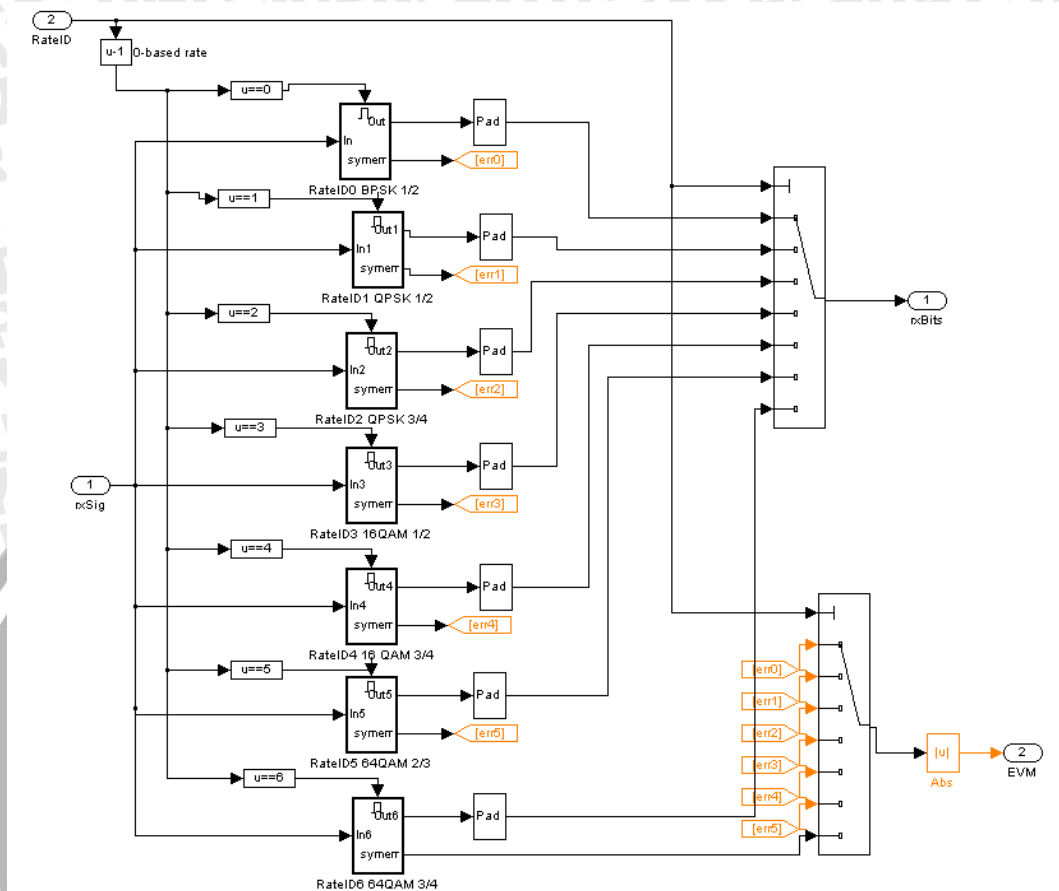 2
RateID
u-1
0-based rate
u==0
Out
In
symerr
Pad
[err0]
RateID0 BPSK 1/2
u==1
Out1
In1
symerr
Pad
[err1]
RateID1 QPSK 1/2
u==2
Out2
In2
symerr
Pad
[err2]
RateID2 QPSK 3/4
u==3
Out3
In3
symerr
Pad
[err3]
RateID3 16QAM 1/2
1
rxSig
u==4
Out4
In4
symerr
Pad
[err4]
RateID4 16 QAM 3/4
u==5
Out5
In5
symerr
Pad
[err5]
RateID5 64QAM 2/3
u==6
Out6
In6
symerr
Pad
RateID6 64QAM 3/4
1
rxBits
[err0]
[err1]
[err2]
[err3]
[err4]
[err5]
|u|
Abs
2
EVM